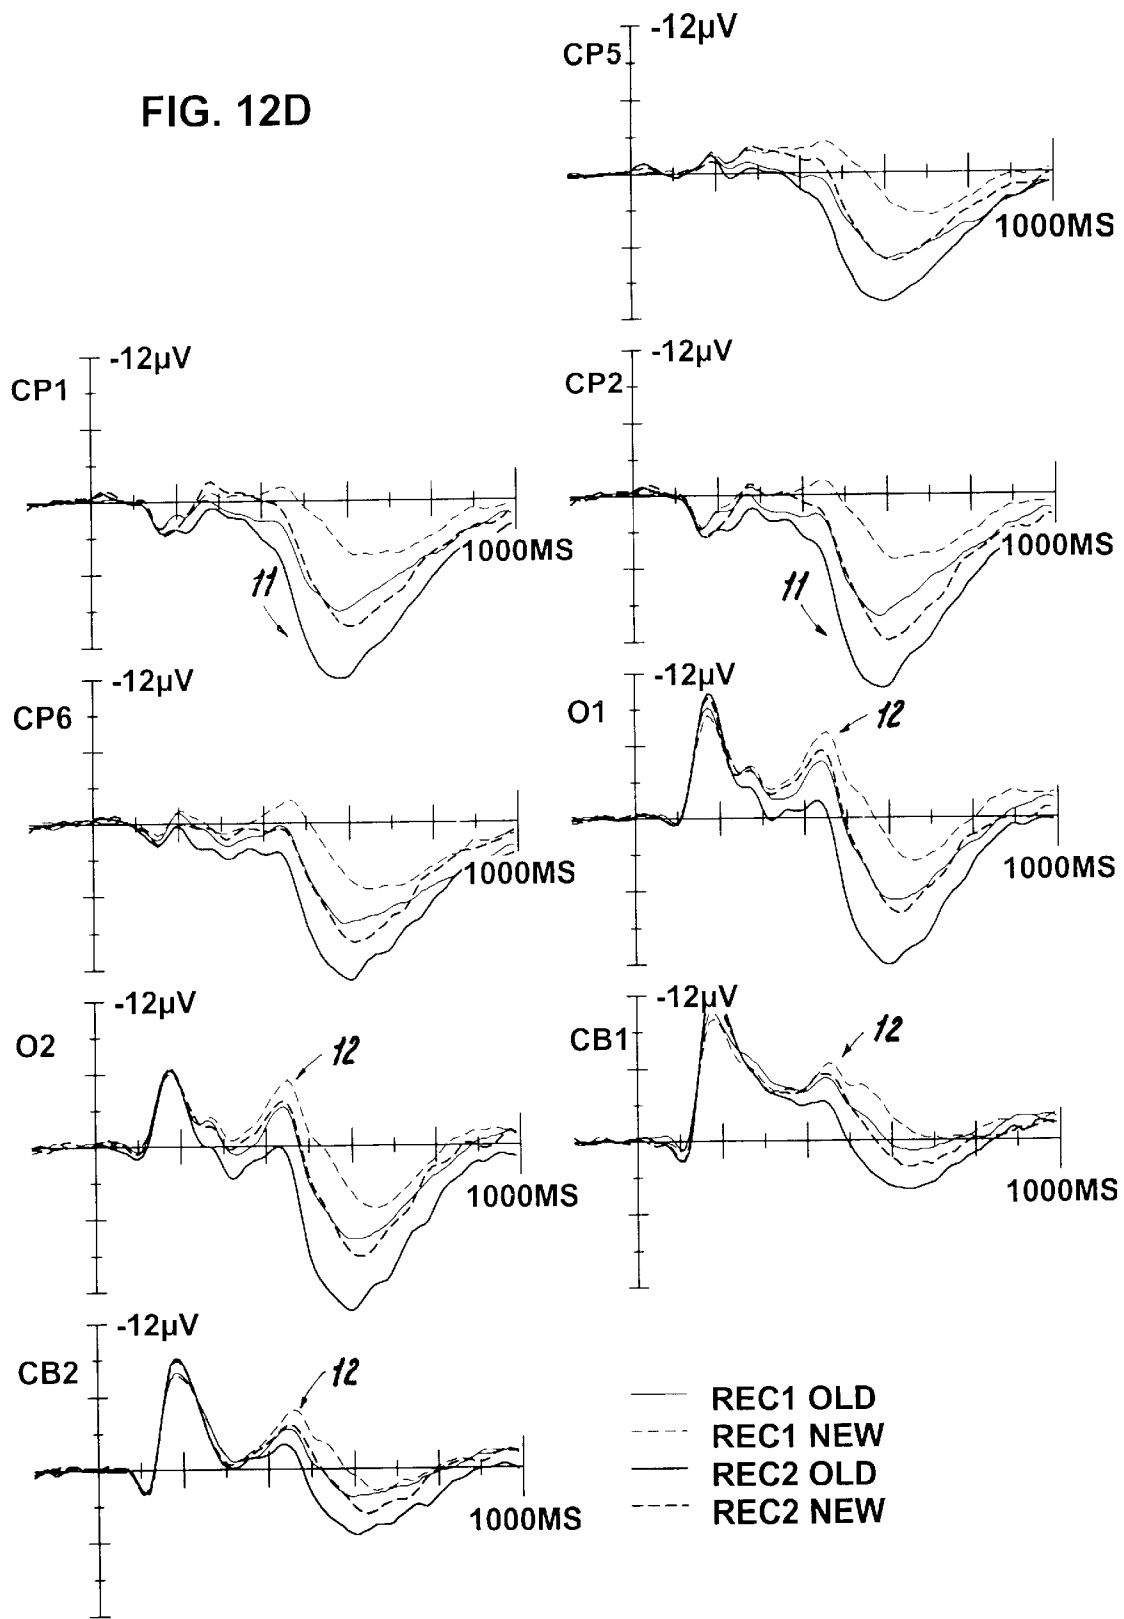 FIG. 12D
CP5
-12µV
1000MS
CP1
-12µV
1000MS
11
CP2
-12µV
1000MS
11
CP6
-12µV
1000MS
O1
-12µV
12
1000MS
O2
-12µV
12
1000MS
CB1
-12µV
12
1000MS
CB2
-12µV
12
1000MS
REC1 OLD
REC1 NEW
REC2 OLD
REC2 NEW